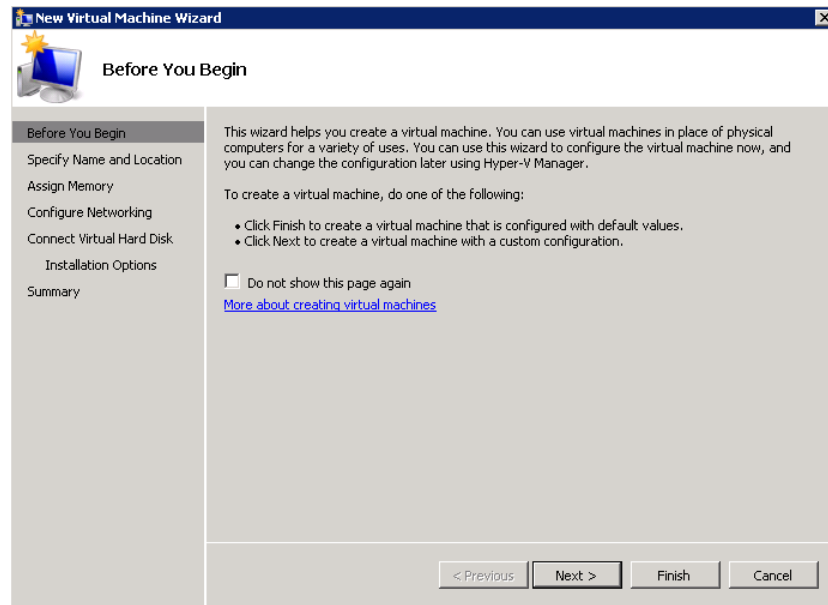 New Virtual Machine Wizard
Before You Begin
Before You Begin
Specify Name and Location
Assign Memory
Configure Networking
Connect Virtual Hard Disk
Installation Options
Summary
This wizard helps you create a virtual machine. You can use virtual machines in place of physical
computers for a variety of uses. You can use this wizard to configure the virtual machine now, and
you can change the configuration later using Hyper-V Manager.
To create a virtual machine, do one of the following:
• Click Finish to create a virtual machine that is configured with default values.
• Click Next to create a virtual machine with a custom configuration.
Do not show this page again
More about creating virtual machines
< Previous Next > Finish Cancel